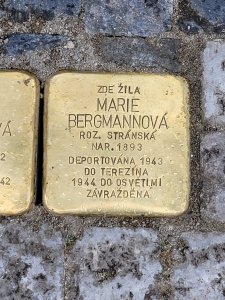 ZDE ŽILA
MARIE
BERGMANNOVÁ
ROZ. STRÁNSKÁ
NAR. 1893
DEPORTOVÁNA 1943
DO TEREZÍNA
1944 DO OSVĚTIMI
ZAVRAŽDĚNA